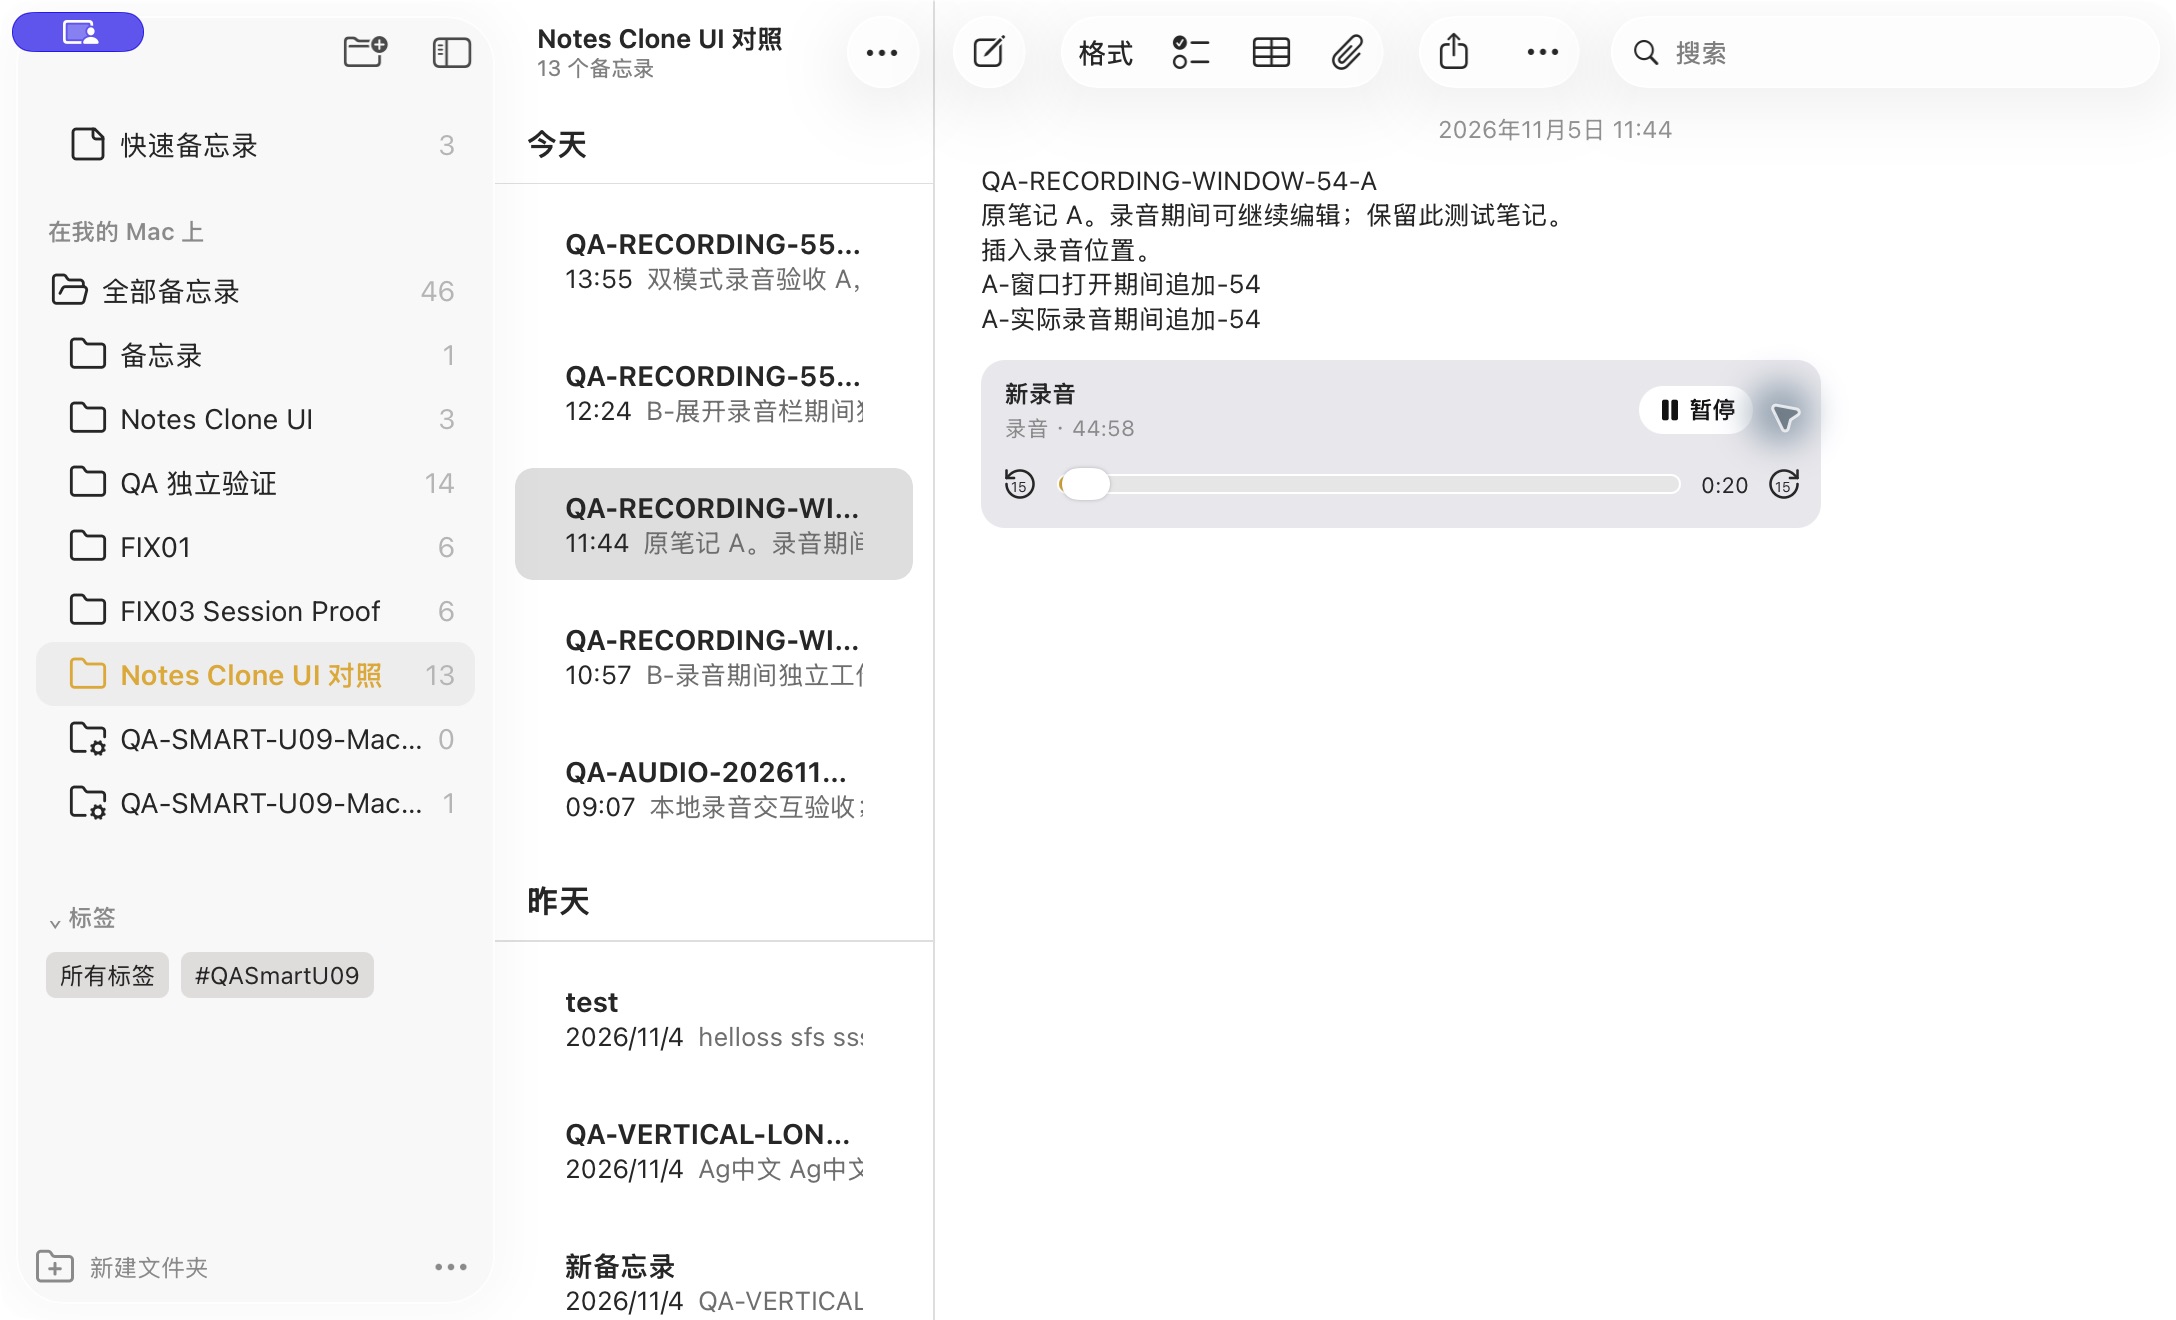 快速备忘录 3
在我的 Mac 上
全部备忘录 46
备忘录 1
Notes Clone UI 3
QA 独立验证 14
FIX01 6
FIX03 Session Proof 6
Notes Clone UI 对照 13
QA-SMART-U09-Mac... 0
QA-SMART-U09-Mac... 1
标签
所有标签 #QASmartU09
新建文件夹
Notes Clone UI 对照
13 个备忘录
今天
QA-RECORDING-55...
13:55 双模式录音验收 A，
QA-RECORDING-55...
12:24 B-展开录音栏期间
QA-RECORDING-WI...
11:44 原笔记 A。录音期间
QA-RECORDING-WI...
10:57 B-录音期间独立工作
QA-AUDIO-202611...
09:07 本地录音交互验收；
昨天
test
2026/11/4 helloss sfs sss
QA-VERTICAL-LON...
2026/11/4 Ag中文 Ag中文
新备忘录
2026/11/4 QA-VERTICAL
格式
搜索
2026年11月5日 11:44
QA-RECORDING-WINDOW-54-A
原笔记 A。录音期间可继续编辑；保留此测试笔记。
插入录音位置。
A-窗口打开期间追加-54
A-实际录音期间追加-54
新录音
录音 · 44:58
暂停
15 0:20 15